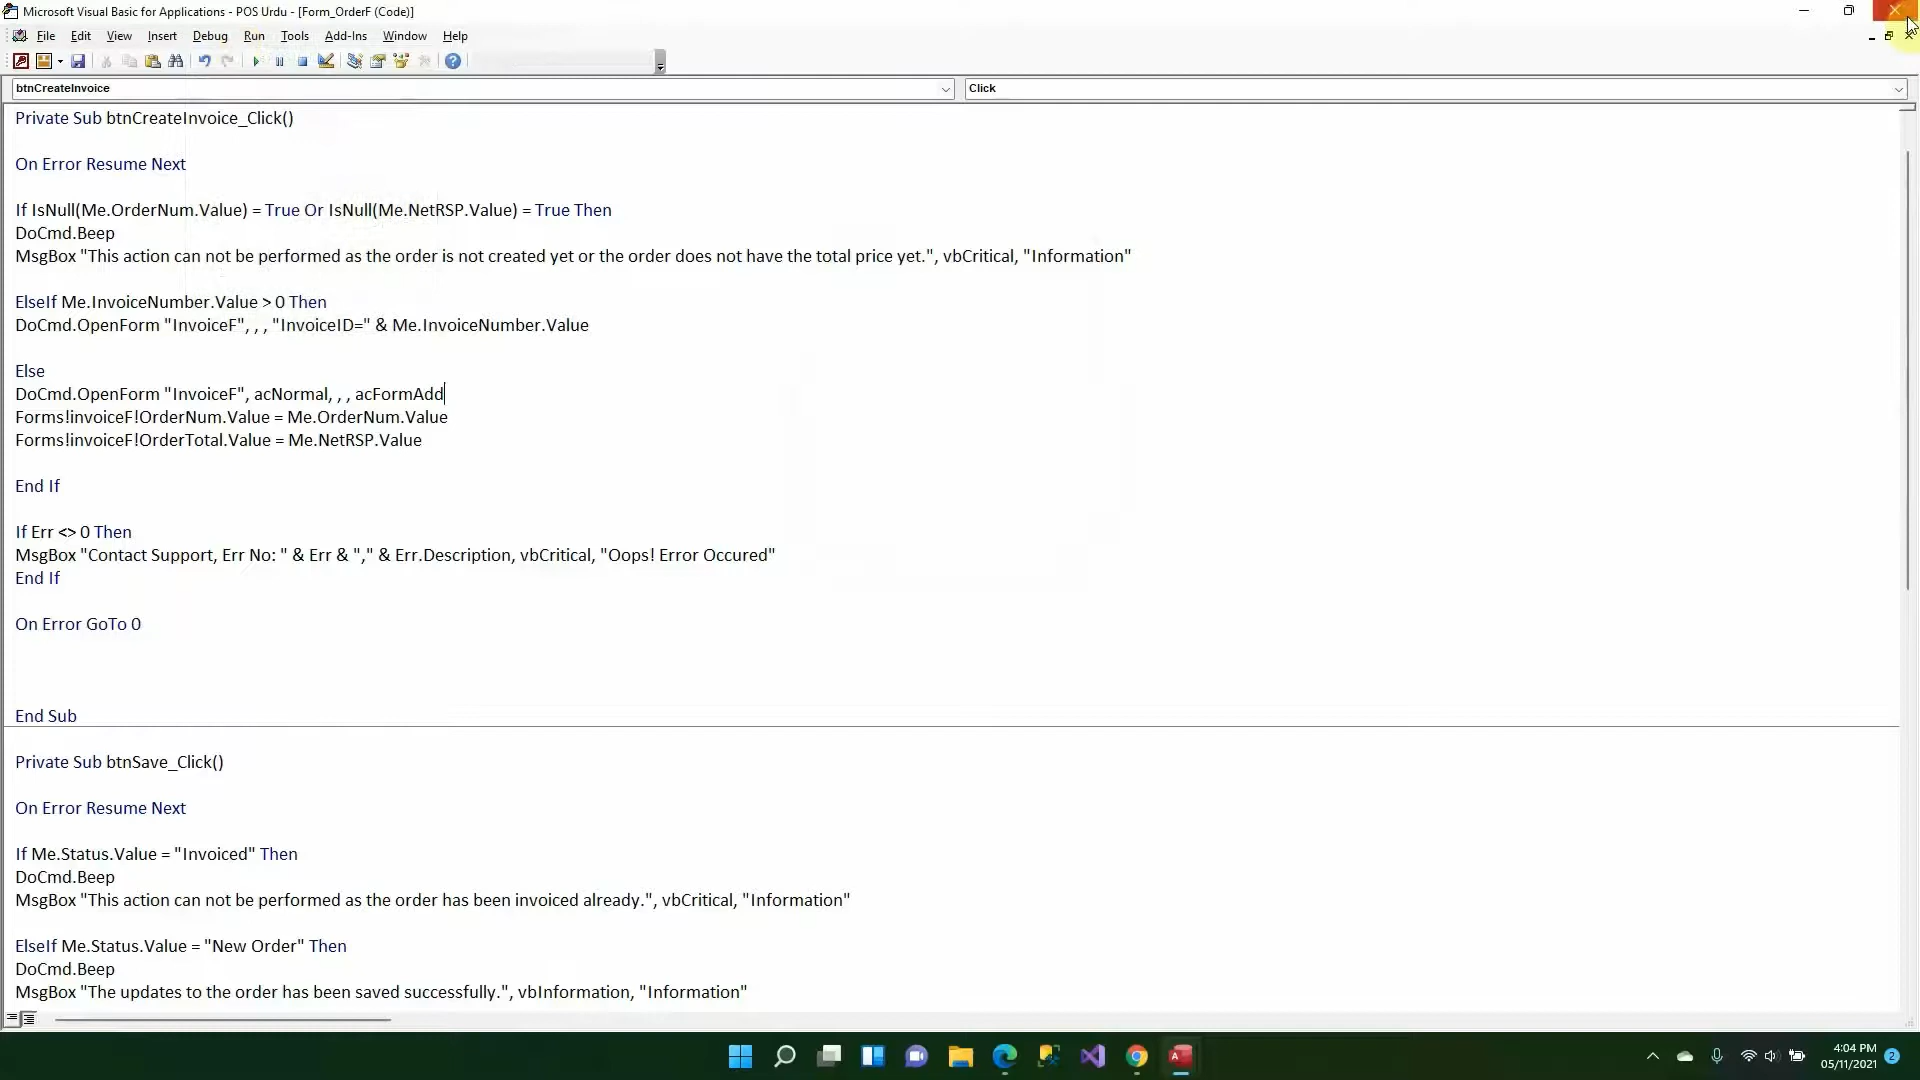 Microsoft Visual Basic for Applications - POS Urdu - [Form_OrderF (Code)]
File Edit View Insert Debug Run Tools Add-Ins Window Help
btnCreateInvoice Click
Private Sub btnCreateInvoice_Click()
On Error Resume Next
If IsNull(Me.OrderNum.Value) = True Or IsNull(Me.NetRSP.Value) = True Then
DoCmd.Beep
MsgBox "This action can not be performed as the order is not created yet or the order does not have the total price yet.", vbCritical, "Information"
ElseIf Me.InvoiceNumber.Value > 0 Then
DoCmd.OpenForm "InvoiceF", , , "InvoiceID=" & Me.InvoiceNumber.Value
Else
DoCmd.OpenForm "InvoiceF", acNormal, , , acFormAdd
Forms!invoiceF!OrderNum.Value = Me.OrderNum.Value
Forms!invoiceF!OrderTotal.Value = Me.NetRSP.Value
End If
If Err <> 0 Then
MsgBox "Contact Support, Err No: " & Err & "," & Err.Description, vbCritical, "Oops! Error Occured"
End If
On Error GoTo 0
End Sub
Private Sub btnSave_Click()
On Error Resume Next
If Me.Status.Value = "Invoiced" Then
DoCmd.Beep
MsgBox "This action can not be performed as the order has been invoiced already.", vbCritical, "Information"
ElseIf Me.Status.Value = "New Order" Then
DoCmd.Beep
MsgBox "The updates to the order has been saved successfully.", vbInformation, "Information"
4:04 PM
05/11/2021
2